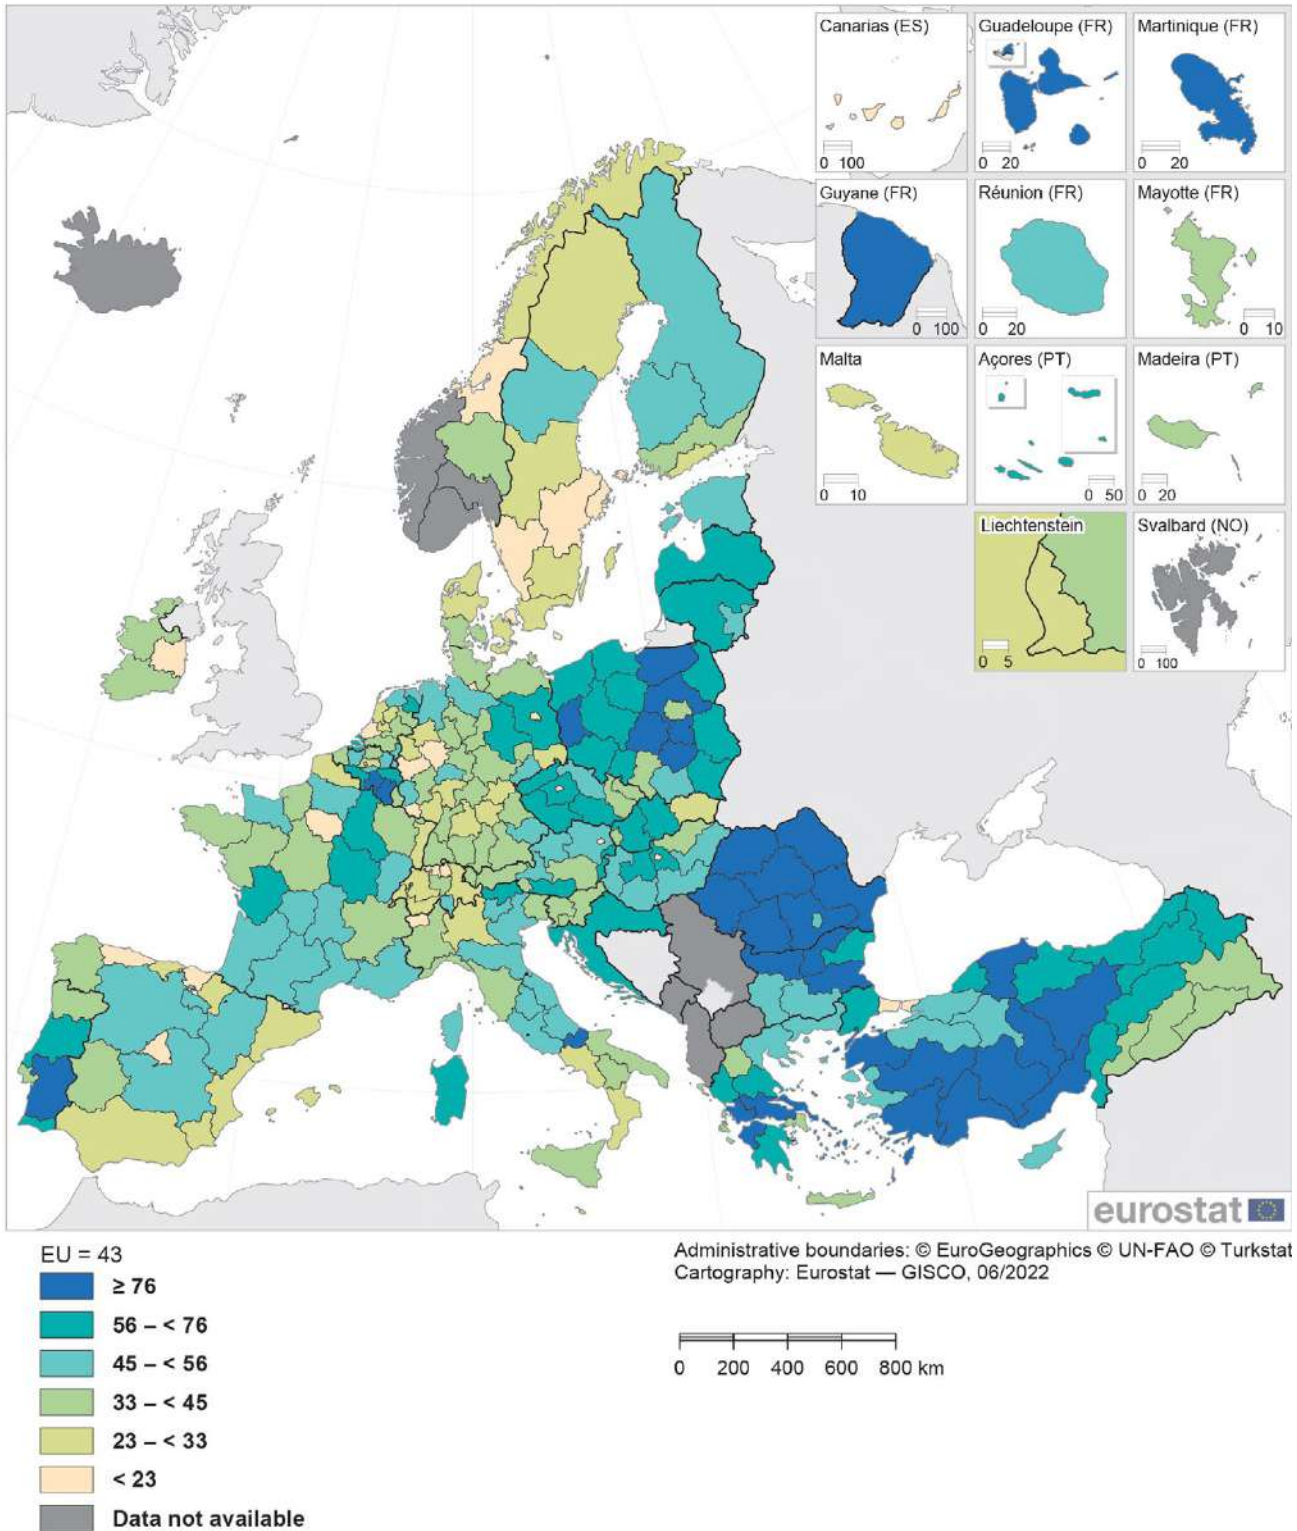 Canarias (ES)
0 100
Guadeloupe (FR)
0 20
Martinique (FR)
0 20
Guyane (FR)
0 100
Réunion (FR)
0 20
Mayotte (FR)
0 10
Malta
0 10
Açores (PT)
0 50
Madeira (PT)
0 20
Liechtenstein
0 5
Svalbard (NO)
0 100
eurostat
EU = 43
≥ 76
56 – < 76
45 – < 56
33 – < 45
23 – < 33
< 23
Data not available
Administrative boundaries: © EuroGeographics © UN-FAO © Turkstat
Cartography: Eurostat — GISCO, 06/2022
0 200 400 600 800 km